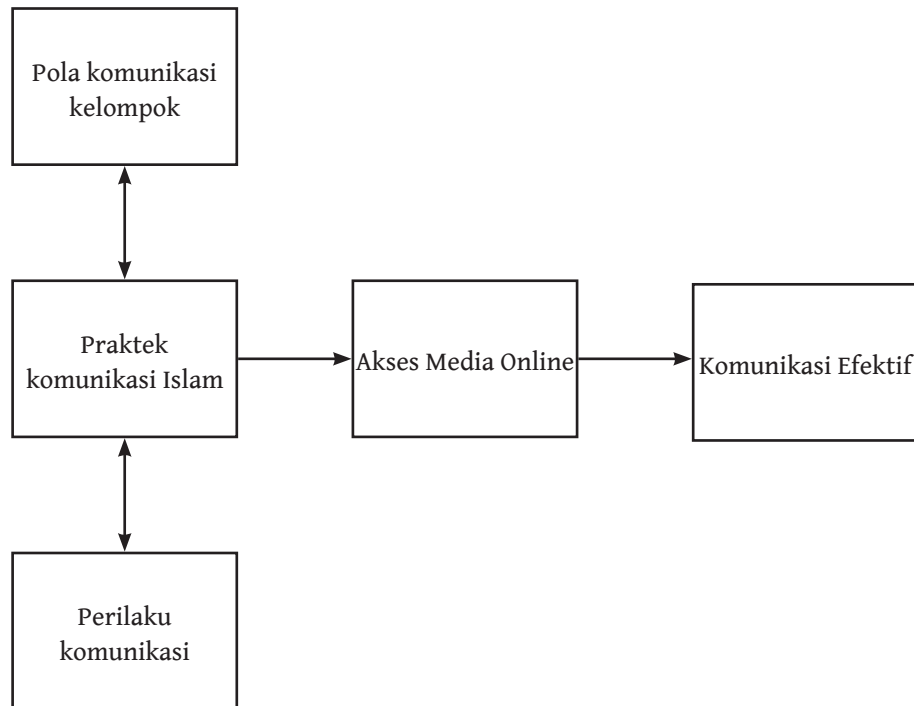 Pola komunikasi
kelompok
Praktek
komunikasi Islam
Akses Media Online
Komunikasi Efektif
Perilaku
komunikasi